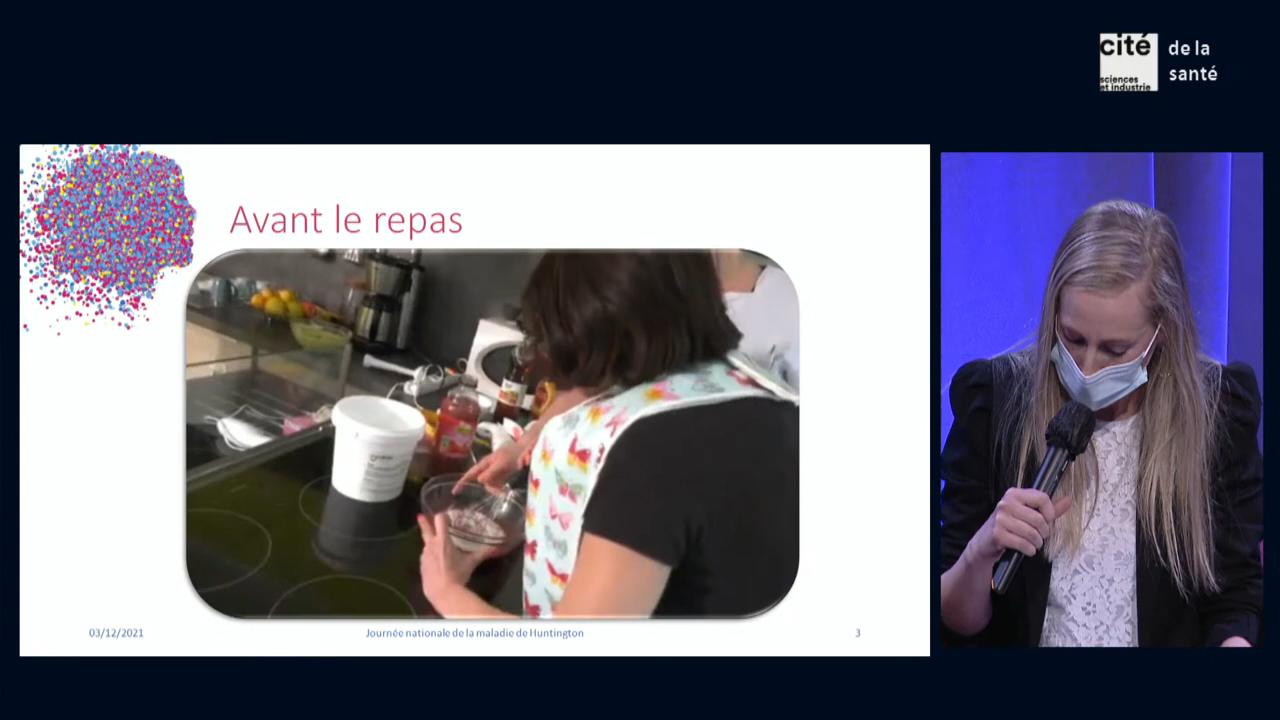 cité
sciences
et industrie
de la
santé
Avant le repas
03/12/2021
Journée nationale de la maladie de Huntington
3